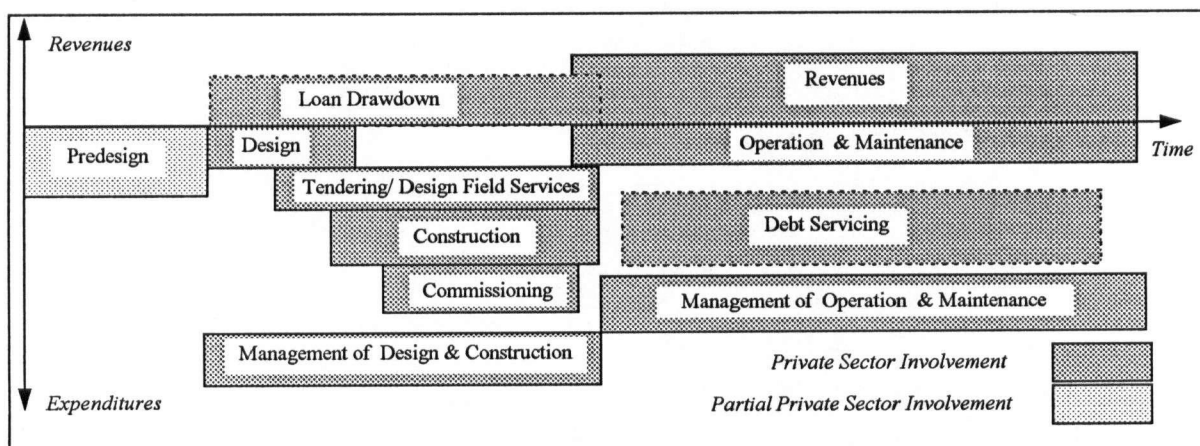 Revenues
Loan Drawdown
Revenues
Predesign
Design
Operation & Maintenance
Time
Tendering/ Design Field Services
Construction
Debt Servicing
Commissioning
Management of Operation & Maintenance
Management of Design & Construction
Private Sector Involvement
Expenditures
Partial Private Sector Involvement